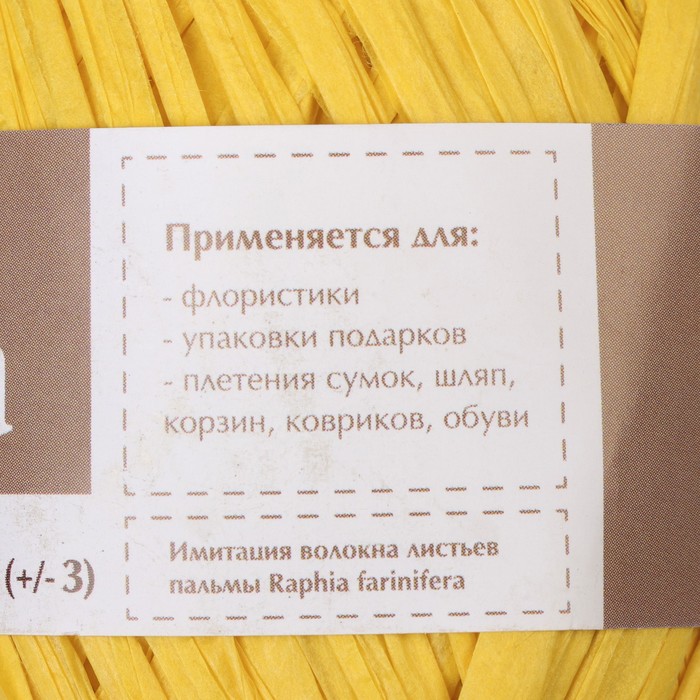 Применяется для:
- флористики
- упаковки подарков
- плетения сумок, шляп,
корзин, ковриков, обуви
(+/- 3)
Имитация волокна листьев
пальмы Raphia farinifera